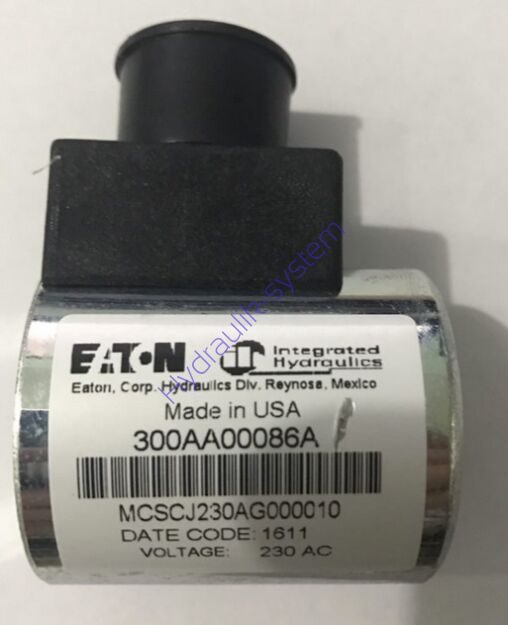 EATON Integrated Hydraulics
Eaton, Corp. Hydraulics Div. Reynosa, Mexico
Made in USA
300AA00086A
MCSCJ230AG000010
DATE CODE: 1611
VOLTAGE: 230 AC
Hydraulit-system